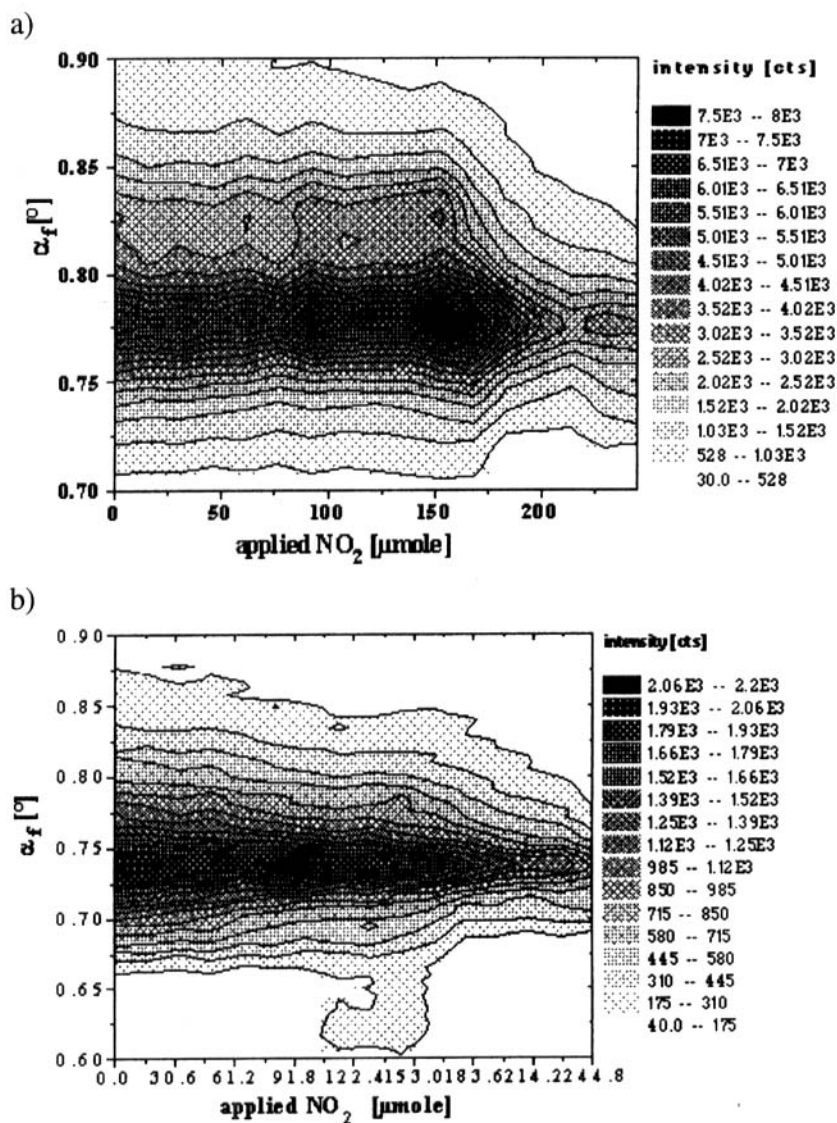 a)
intensity [cts]
0.90
0.85
0.80
0.75
0.70
α_f[°]
7.5E3 -- 8E3
7E3 -- 7.5E3
6.51E3 -- 7E3
6.01E3 -- 6.51E3
5.51E3 -- 6.01E3
5.01E3 -- 5.51E3
4.51E3 -- 5.01E3
4.02E3 -- 4.51E3
3.52E3 -- 4.02E3
3.02E3 -- 3.52E3
2.52E3 -- 3.02E3
2.02E3 -- 2.52E3
1.52E3 -- 2.02E3
1.03E3 -- 1.52E3
528 -- 1.03E3
30.0 -- 528
0 50 100 150 200
applied NO₂ [µmole]
b)
intensity [cts]
0.90
0.85
0.80
0.75
0.70
0.65
0.60
α_f[°]
2.06E3 -- 2.2E3
1.93E3 -- 2.06E3
1.79E3 -- 1.93E3
1.66E3 -- 1.79E3
1.52E3 -- 1.66E3
1.39E3 -- 1.52E3
1.25E3 -- 1.39E3
1.12E3 -- 1.25E3
985 -- 1.12E3
850 -- 985
715 -- 850
580 -- 715
445 -- 580
310 -- 445
175 -- 310
40.0 -- 175
0.0 30.6 61.2 91.8 122.4 153.0 183.6 214.2 244.8
applied NO₂ [µmole]